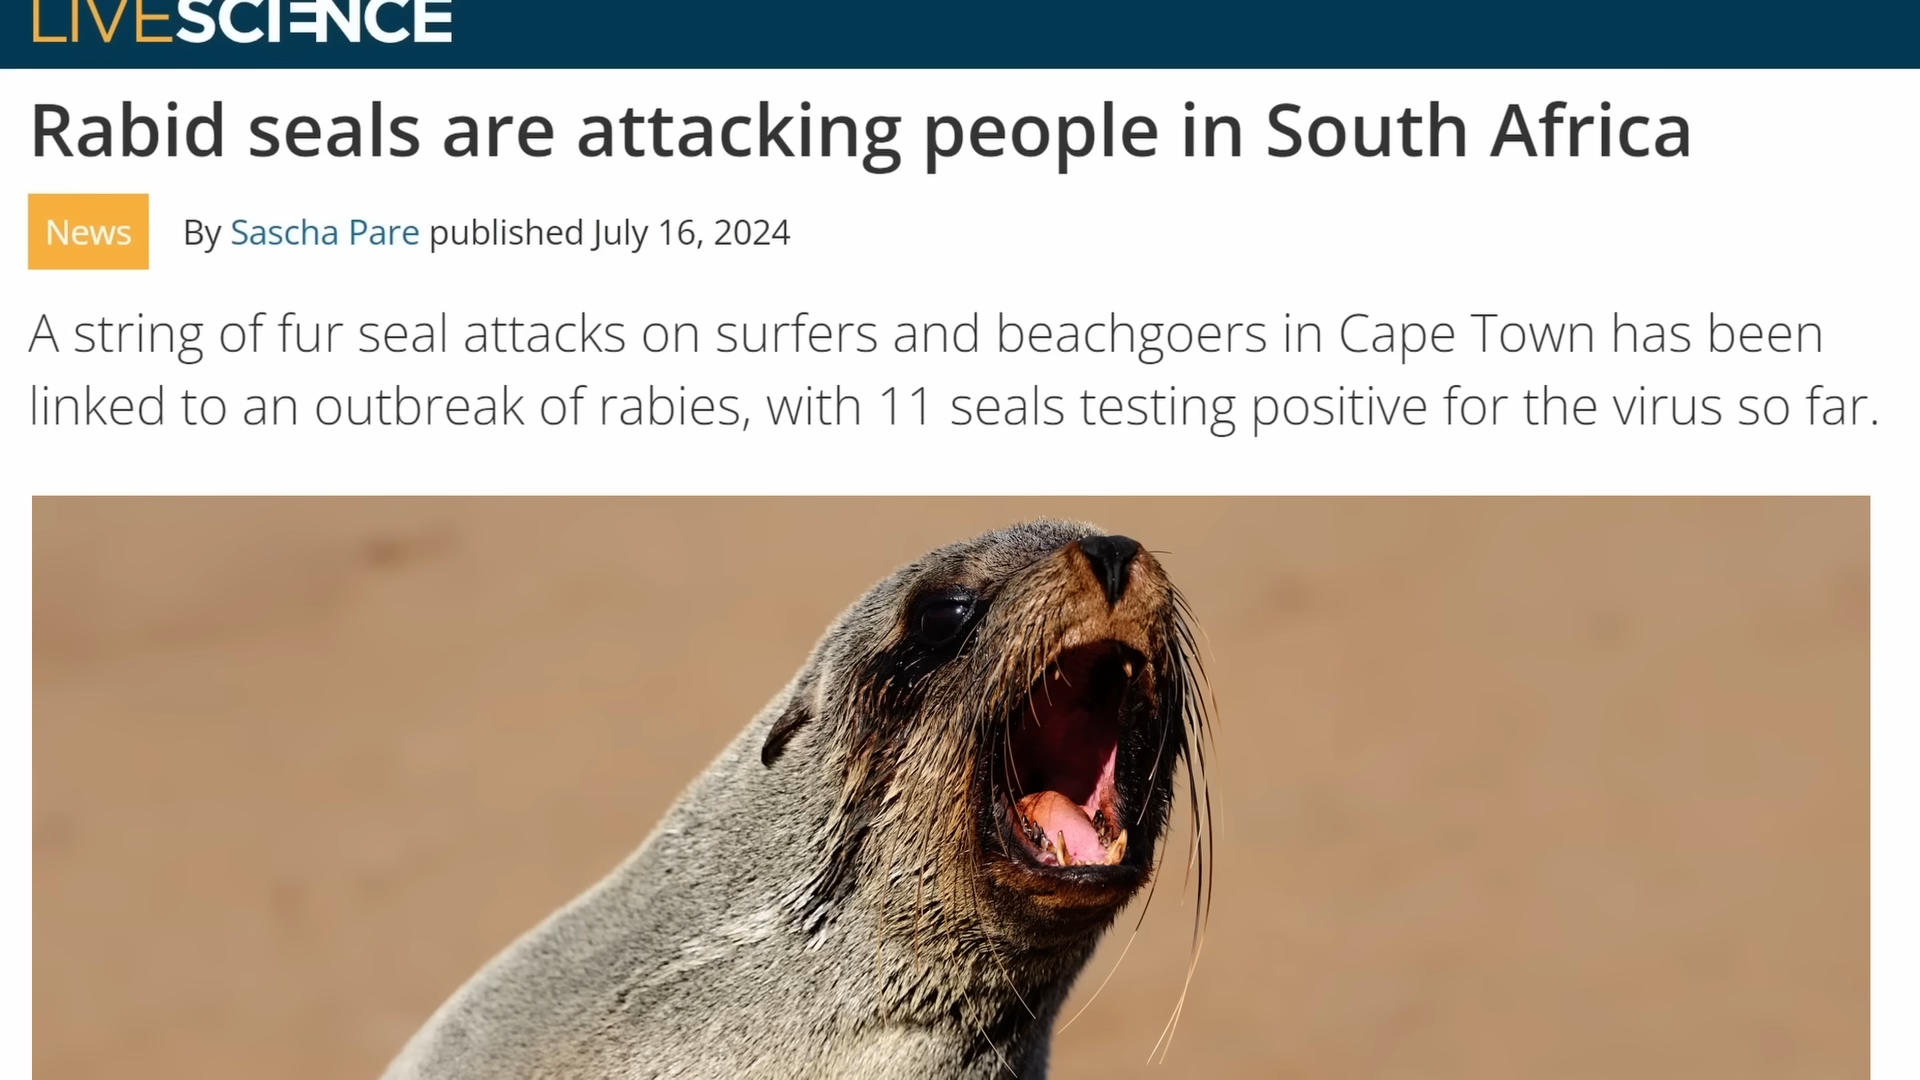 LIVESCIENCE
Rabid seals are attacking people in South Africa
News By Sascha Pare published July 16, 2024
A string of fur seal attacks on surfers and beachgoers in Cape Town has been
linked to an outbreak of rabies, with 11 seals testing positive for the virus so far.